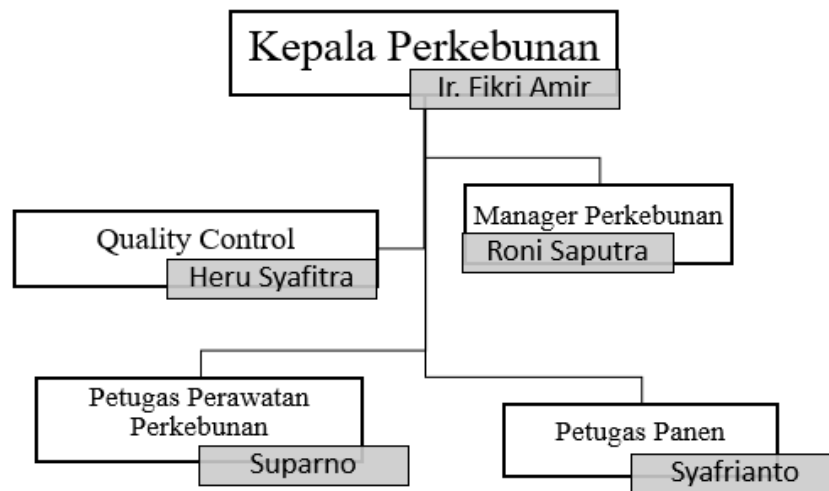 Kepala Perkebunan
Ir. Fikri Amir
Quality Control
Heru Syafitra
Manager Perkebunan
Roni Saputra
Petugas Perawatan
Perkebunan
Suparno
Petugas Panen
Syafrianto